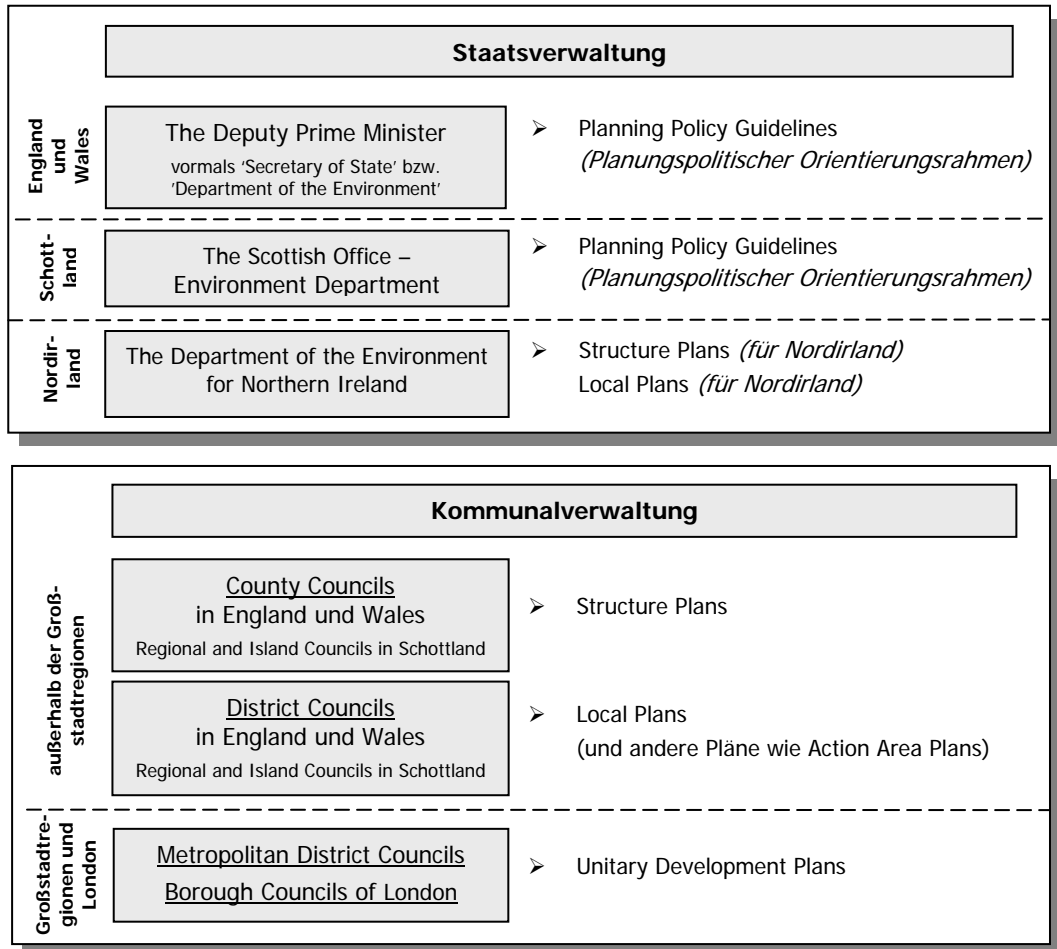 Staatsverwaltung
England
und
Wales
The Deputy Prime Minister
vormals ‘Secretary of State’ bzw.
‘Department of the Environment’
➢ Planning Policy Guidelines
(Planungspolitischer Orientierungsrahmen)
Schott-
land
The Scottish Office –
Environment Department
➢ Planning Policy Guidelines
(Planungspolitischer Orientierungsrahmen)
Nordir-
land
The Department of the Environment
for Northern Ireland
➢ Structure Plans (für Nordirland)
Local Plans (für Nordirland)
Kommunalverwaltung
außerhalb der Groß-
stadtregionen
County Councils
in England und Wales
Regional and Island Councils in Schottland
➢ Structure Plans
District Councils
in England und Wales
Regional and Island Councils in Schottland
➢ Local Plans
(und andere Pläne wie Action Area Plans)
Großstadtre-
gionen und
London
Metropolitan District Councils
Borough Councils of London
➢ Unitary Development Plans